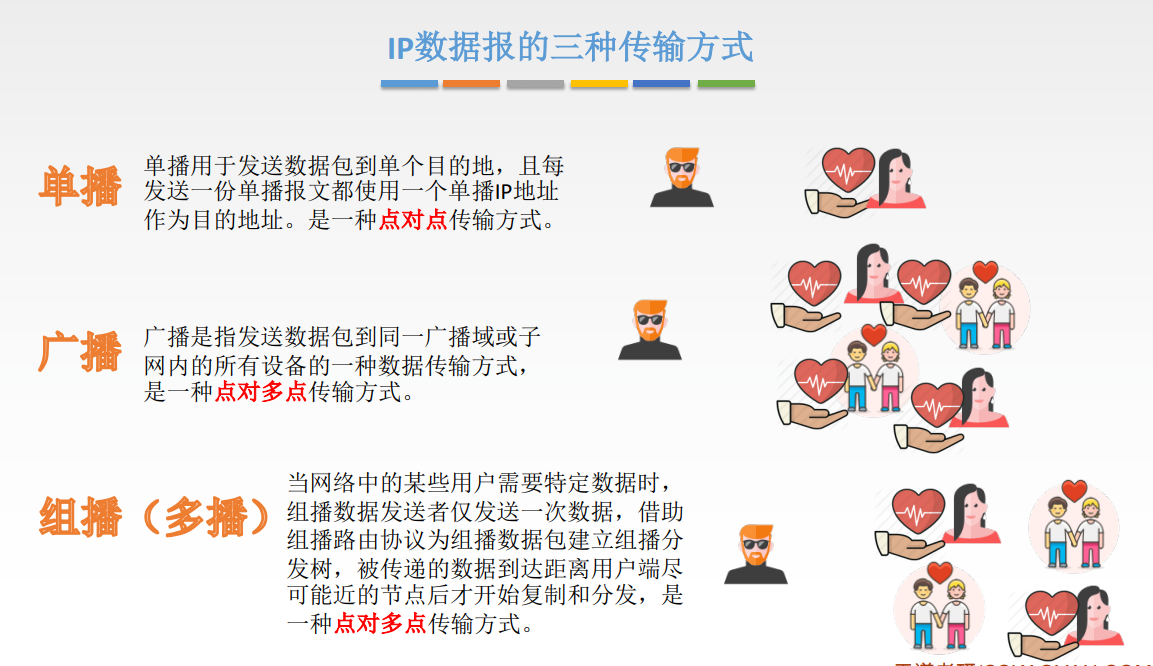 IP数据报的三种传输方式
单播
单播用于发送数据包到单个目的地，且每
发送一份单播报文都使用一个单播IP地址
作为目的地址。是一种点对点传输方式。
广播
广播是指发送数据包到同一广播域或子
网内的所有设备的一种数据传输方式，
是一种点对多点传输方式。
组播（多播）
当网络中的某些用户需要特定数据时，
组播数据发送者仅发送一次数据，借助
组播路由协议为组播数据包建立组播分
发树，被传递的数据到达距离用户端尽
可能近的节点后才开始复制和分发，是
一种点对多点传输方式。